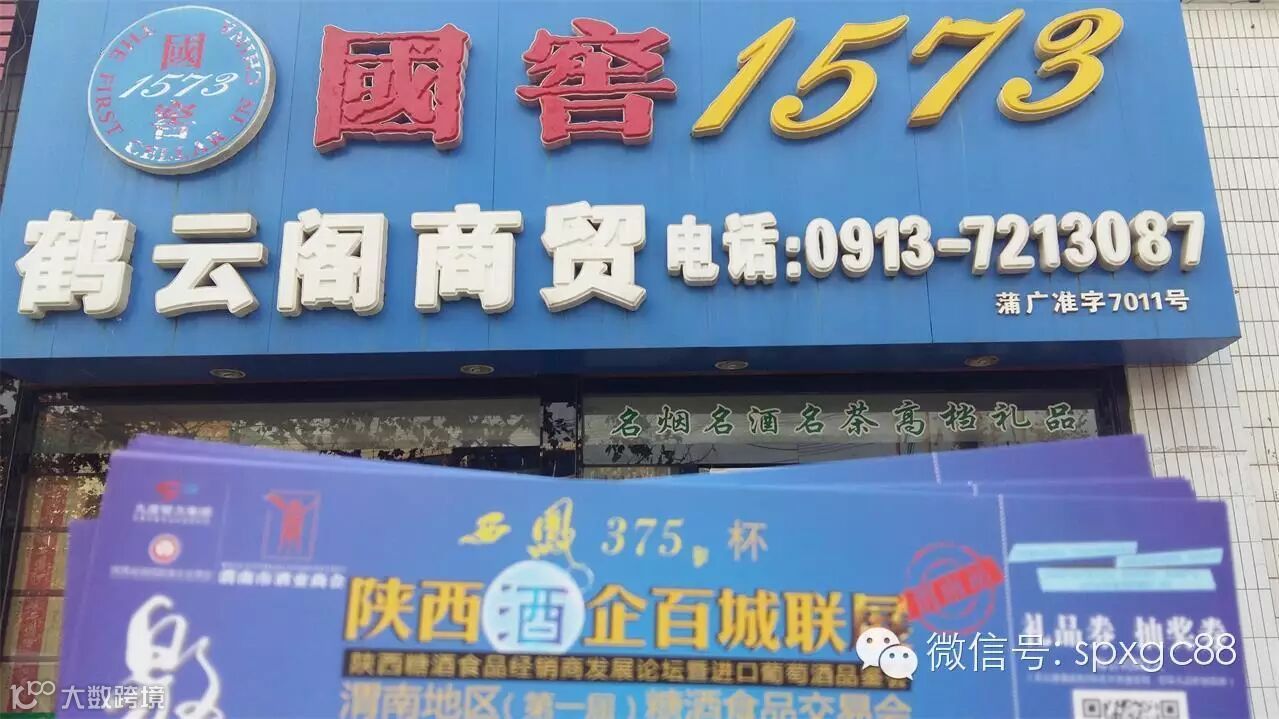 國窖1573
THE FIRST CELLAR IN CHINA
國
1573
窖
鹤云阁商贸 电话:0913-7213087
蒲广准字7011号
名烟名酒名茶高档礼品
西鳳 375 杯
陕西酒企百城联展
陕西糖酒食品经销商发展论坛暨进口葡萄酒品鉴会
渭南地区(第一届)糖酒食品交易会
渭南市酒业商会
礼品券 抽奖券
微信号: spxgc88
大数跨境